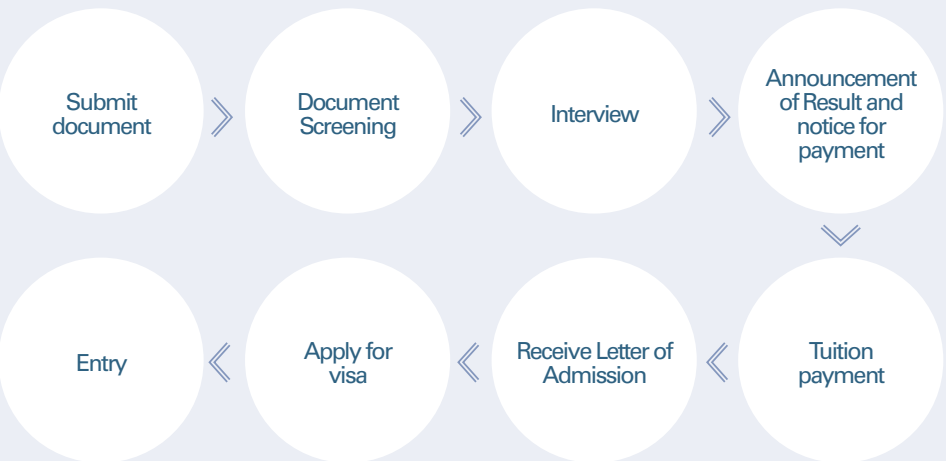 Submit
document
Document
Screening
Interview
Announcement
of Result and
notice for
payment
Tuition
payment
Receive Letter of
Admission
Apply for
visa
Entry